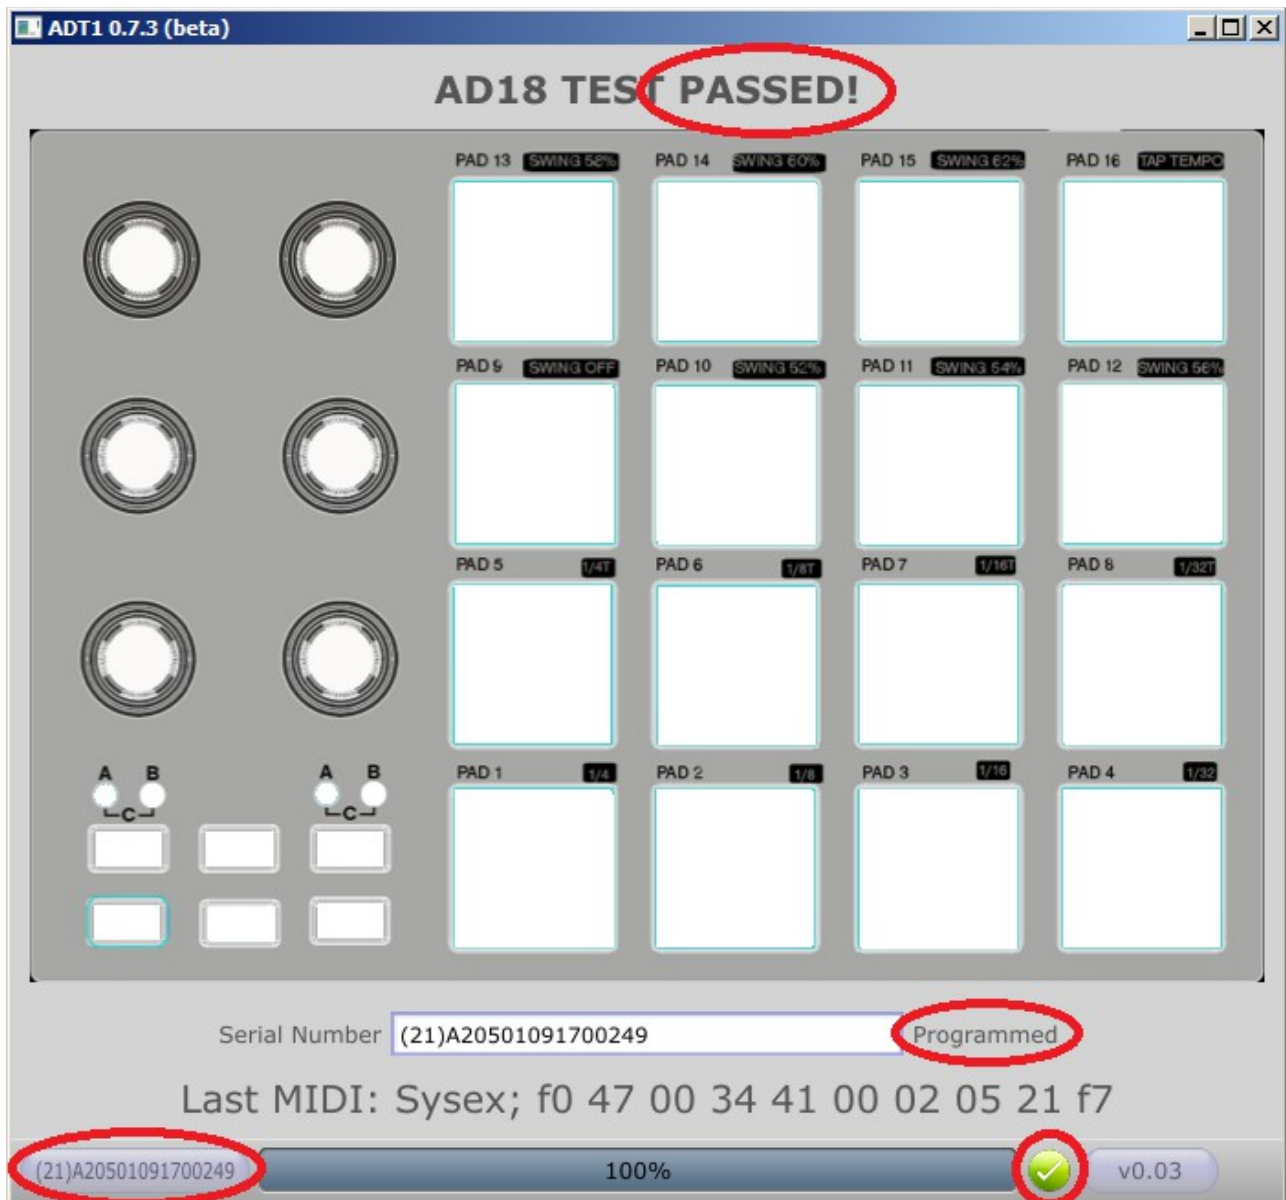 ADT1 0.7.3 (beta)
AD18 TEST PASSED!
PAD 13 SWING 58% PAD 14 SWING 60% PAD 15 SWING 62% PAD 16 TAP TEMPO
PAD 9 SWING OFF PAD 10 SWING 52% PAD 11 SWING 54% PAD 12 SWING 56%
PAD 5 1/4T PAD 6 1/8T PAD 7 1/16T PAD 8 1/32T
A B A B PAD 1 1/4 PAD 2 1/8 PAD 3 1/16 PAD 4 1/32
C C
Serial Number (21)A20501091700249 Programmed
Last MIDI: Sysex; f0 47 00 34 41 00 02 05 21 f7
(21)A20501091700249 100% v0.03